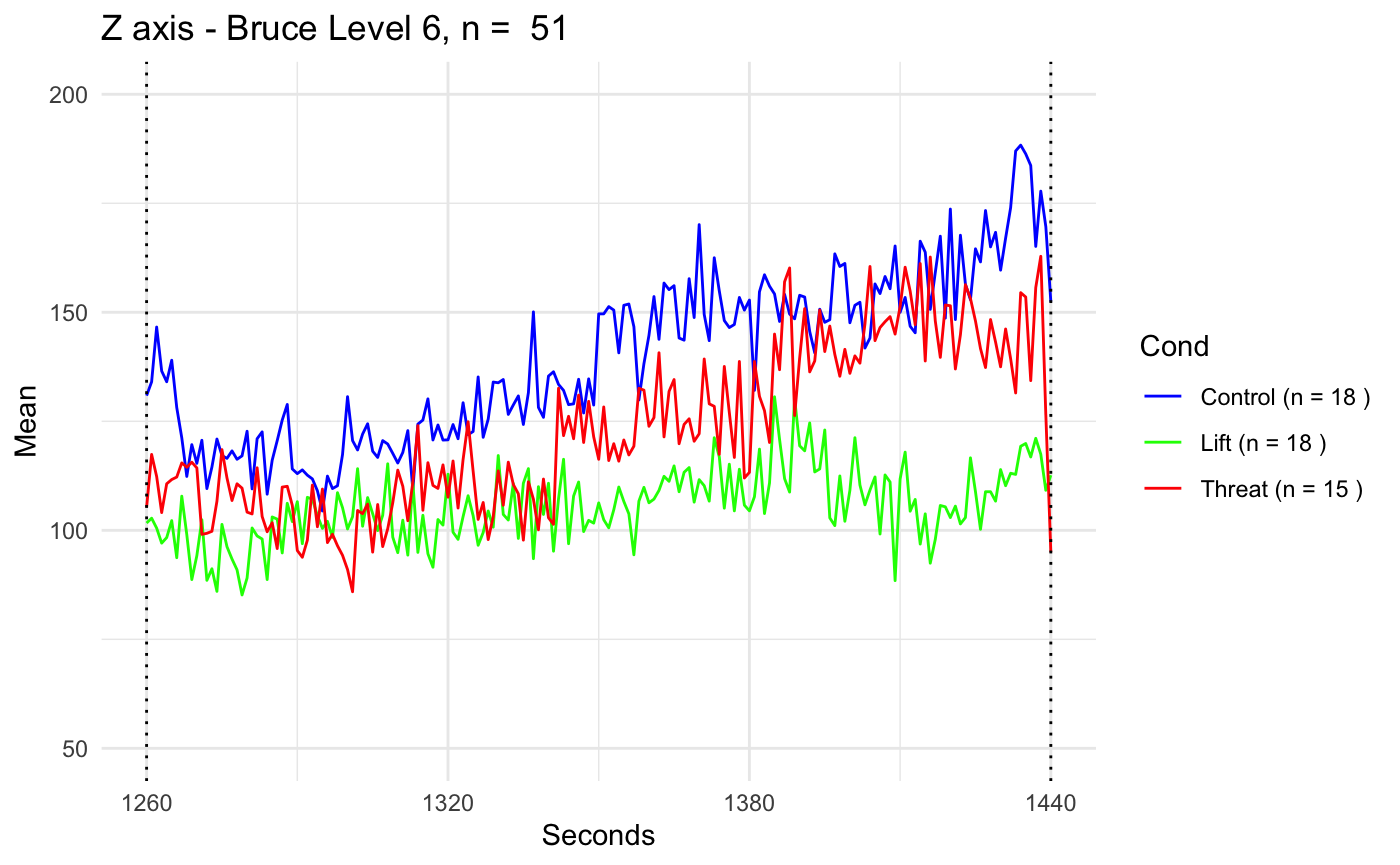 Z axis - Bruce Level 6, n =  51
200
150
100
50
Mean
1260
1320
1380
1440
Seconds
Cond
Control (n = 18 )
Lift (n = 18 )
Threat (n = 15 )